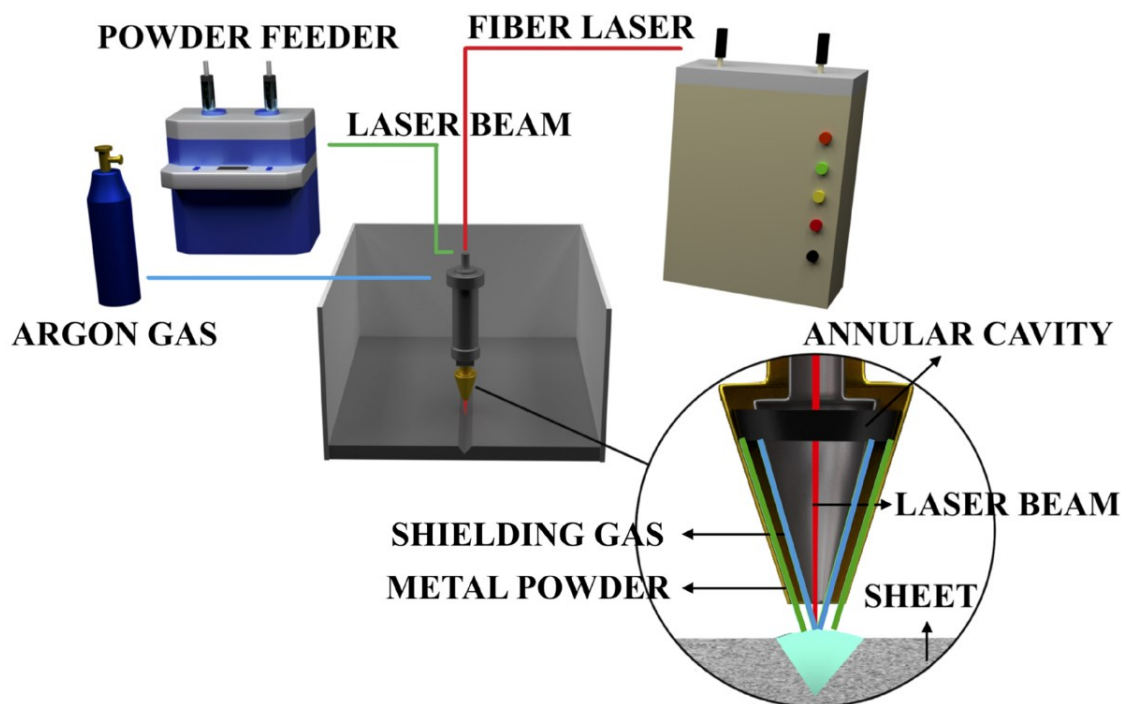 FIBER LASER
POWDER FEEDER
LASER BEAM
ARGON GAS
ANNULAR CAVITY
LASER BEAM
SHIELDING GAS
METAL POWDER
SHEET